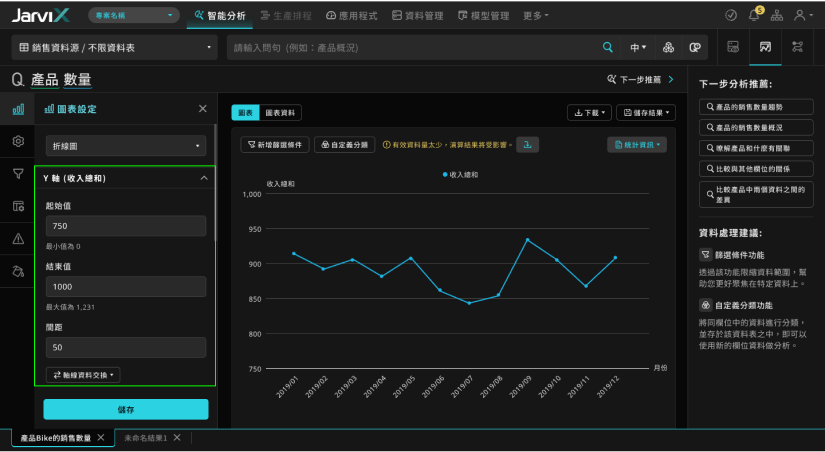 JarviX
專案名稱
智能分析
生產排程
應用程式
資料管理
模型管理
更多
5
銷售資料源 / 不限資料表
請輸入問句 (例如：產品概況)
中
產品 數量
下一步推薦
圖表設定
折線圖
Y 軸 (收入總和)
起始值
750
最小值為 0
結束值
1000
最大值為 1,231
間距
50
軸線資料交換
儲存
圖表
圖表資料
下載
儲存結果
新增篩選條件
自定義分類
有效資料量太少，演算結果將受影響。
統計資訊
收入總和
收入總和
1,000
950
900
850
800
750
月份
2019/01
2019/02
2019/03
2019/04
2019/05
2019/06
2019/07
2019/08
2019/09
2019/10
2019/11
2019/12
下一步分析推薦：
產品的銷售數量趨勢
產品的銷售數量概況
瞭解產品和什麼有關聯
比較與其他欄位的關係
比較產品中兩個資料之間的
差異
資料處理建議：
篩選條件功能
透過該功能限縮資料範圍，幫
助您更好聚焦在特定資料上。
自定義分類功能
將同欄位中的資料進行分類，
並存於該資料表之中，即可以
使用新的欄位資料做分析。
產品Bike的銷售數量
未命名結果1